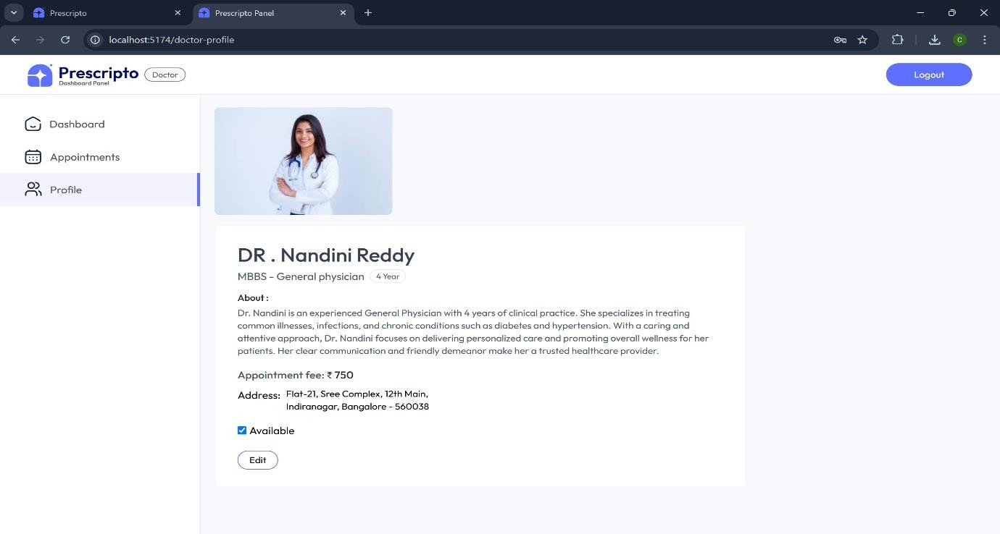 Prescripto
Prescripto Panel
localhost:5174/doctor-profile
C
Prescripto
Dashboard Panel
Doctor
Logout
Dashboard
Appointments
Profile
DR . Nandini Reddy
MBBS - General physician 4 Year
About :
Dr. Nandini is an experienced General Physician with 4 years of clinical practice. She specializes in treating
common illnesses, infections, and chronic conditions such as diabetes and hypertension. With a caring and
attentive approach, Dr. Nandini focuses on delivering personalized care and promoting overall wellness for her
patients. Her clear communication and friendly demeanor make her a trusted healthcare provider.
Appointment fee: ₹ 750
Address: Flat-21, Sree Complex, 12th Main,
Indiranagar, Bangalore - 560038
Available
Edit